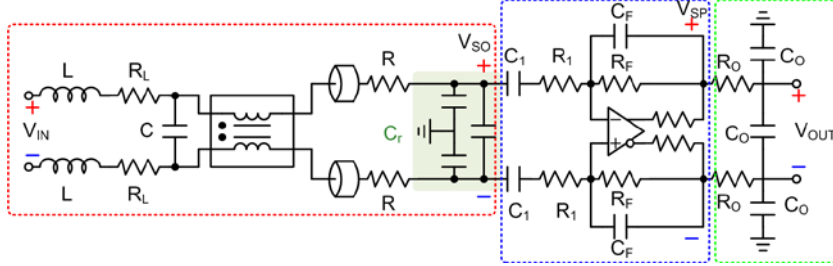 L R_L R V_SO C_1 R_1 C_F V_SP R_O C_O
+ + R_F + +
V_IN C C_r − + C_O V_OUT
− −
L R_L R − C_1 R_1 R_F C_F − R_O C_O